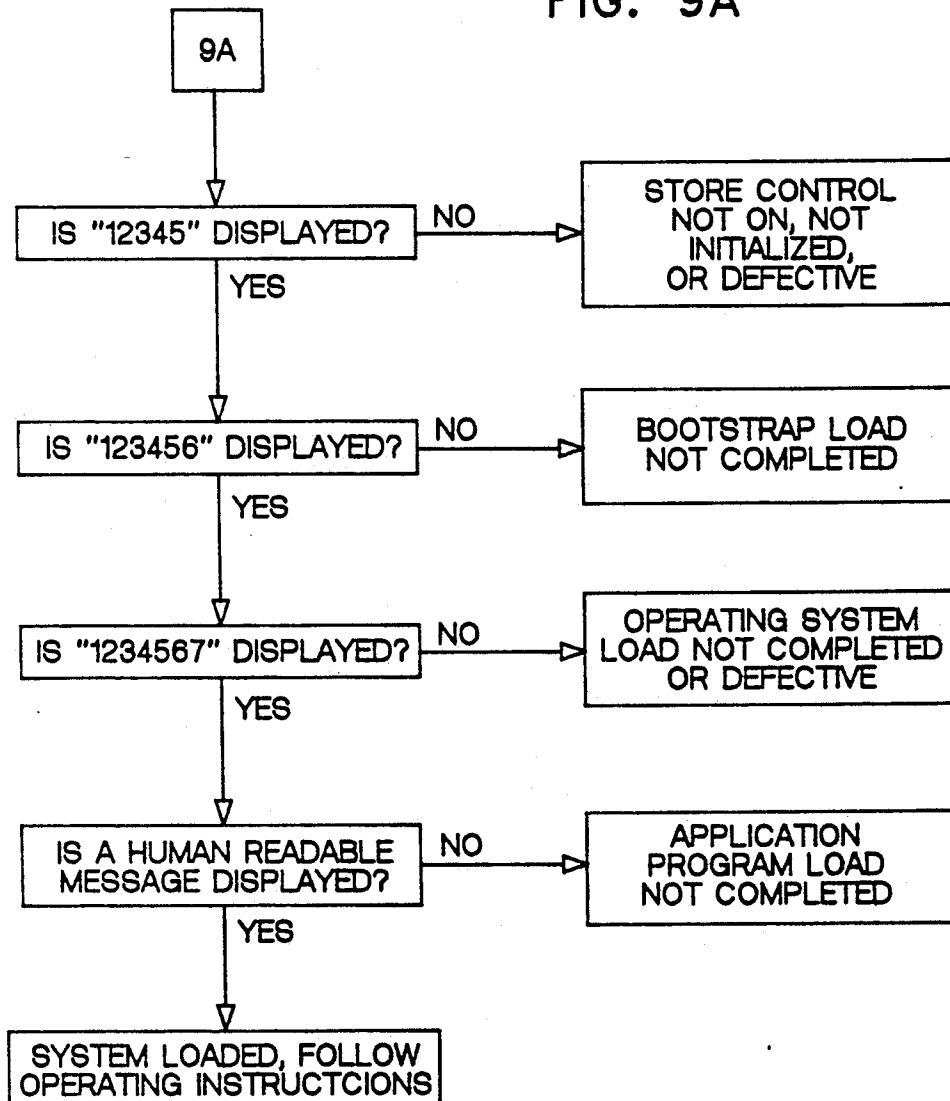 FIG. 9A
9A
IS "12345" DISPLAYED?
NO
STORE CONTROL
NOT ON, NOT
INITIALIZED,
OR DEFECTIVE
YES
IS "123456" DISPLAYED?
NO
BOOTSTRAP LOAD
NOT COMPLETED
YES
IS "1234567" DISPLAYED?
NO
OPERATING SYSTEM
LOAD NOT COMPLETED
OR DEFECTIVE
YES
IS A HUMAN READABLE
MESSAGE DISPLAYED?
NO
APPLICATION
PROGRAM LOAD
NOT COMPLETED
YES
SYSTEM LOADED, FOLLOW
OPERATING INSTRUCTCIONS